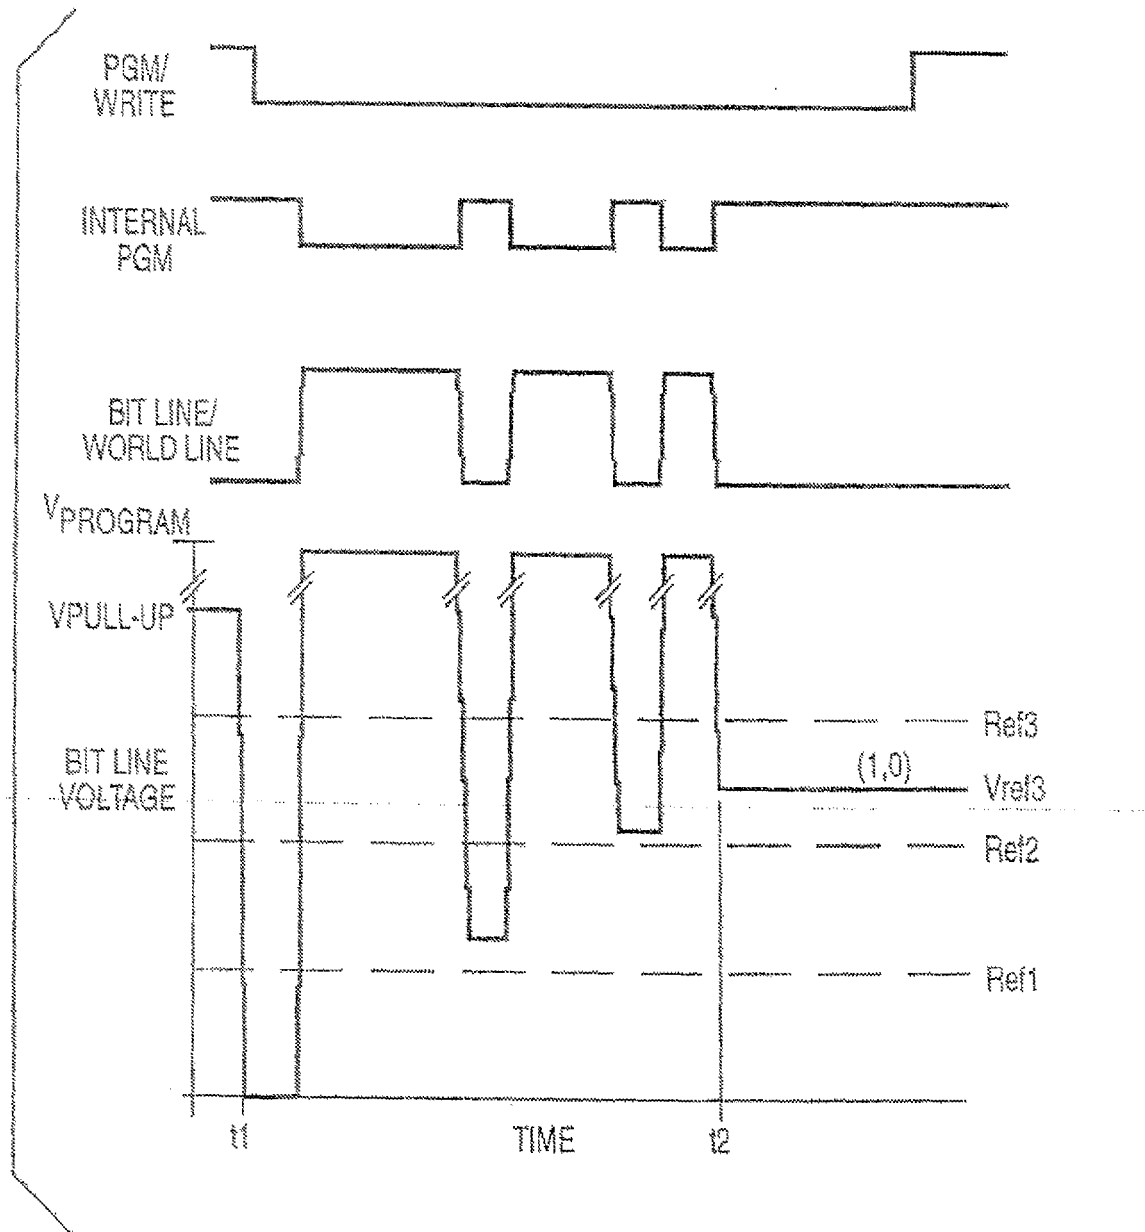 PGM/
WRITE
INTERNAL
PGM
BIT LINE/
WORLD LINE
VPROGRAM
VPULL-UP
Ref3
BIT LINE
VOLTAGE
(1,0)
Vref3
Ref2
Ref1
t1
TIME
t2